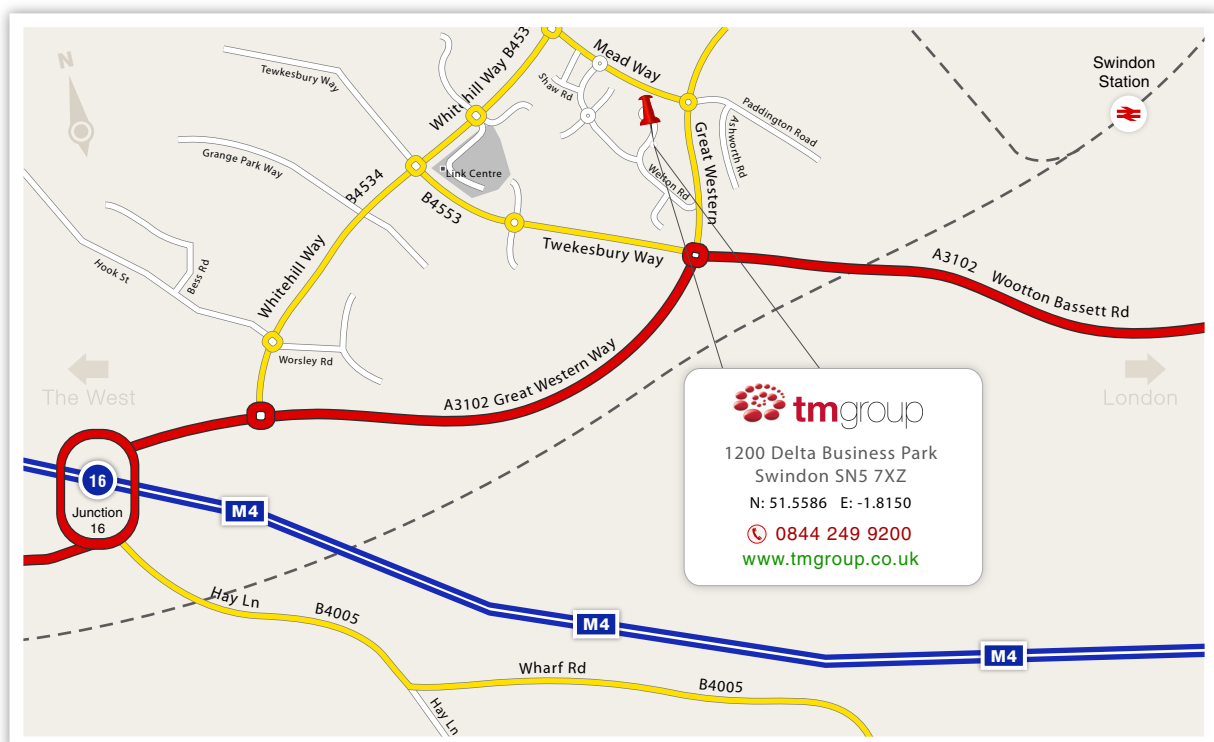 N
Tewkesbury Way
Whitehill Way B453
Shaw Rd
Mead Way
Swindon
Station
Paddington Road
Ashworth Rd
Great Western
Welton Rd
Grange Park Way
Link Centre
B4534
B4553
Twekesbury Way
A3102 Wootton Bassett Rd
Whitehill Way
Hook St
Bess Rd
Worsley Rd
The West
London
A3102 Great Western Way
tmgroup
1200 Delta Business Park
Swindon SN5 7XZ
N: 51.5586 E: -1.8150
0844 249 9200
www.tmgroup.co.uk
16
Junction
16
M4
M4
M4
Hay Ln
B4005
Wharf Rd
B4005
Hay Ln